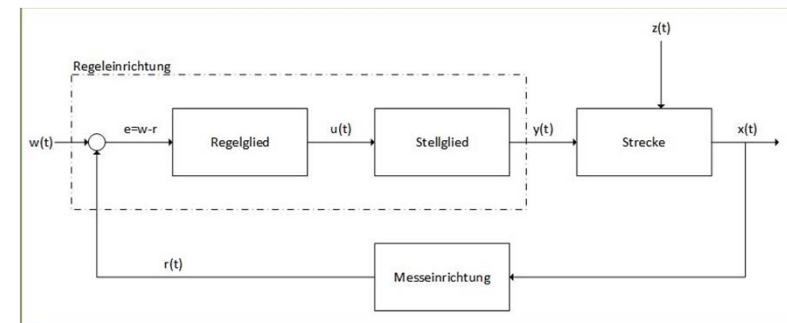 z(t)
Regeleinrichtung
w(t)
e=w-r
Regelglied
u(t)
Stellglied
y(t)
Strecke
x(t)
r(t)
Messeinrichtung